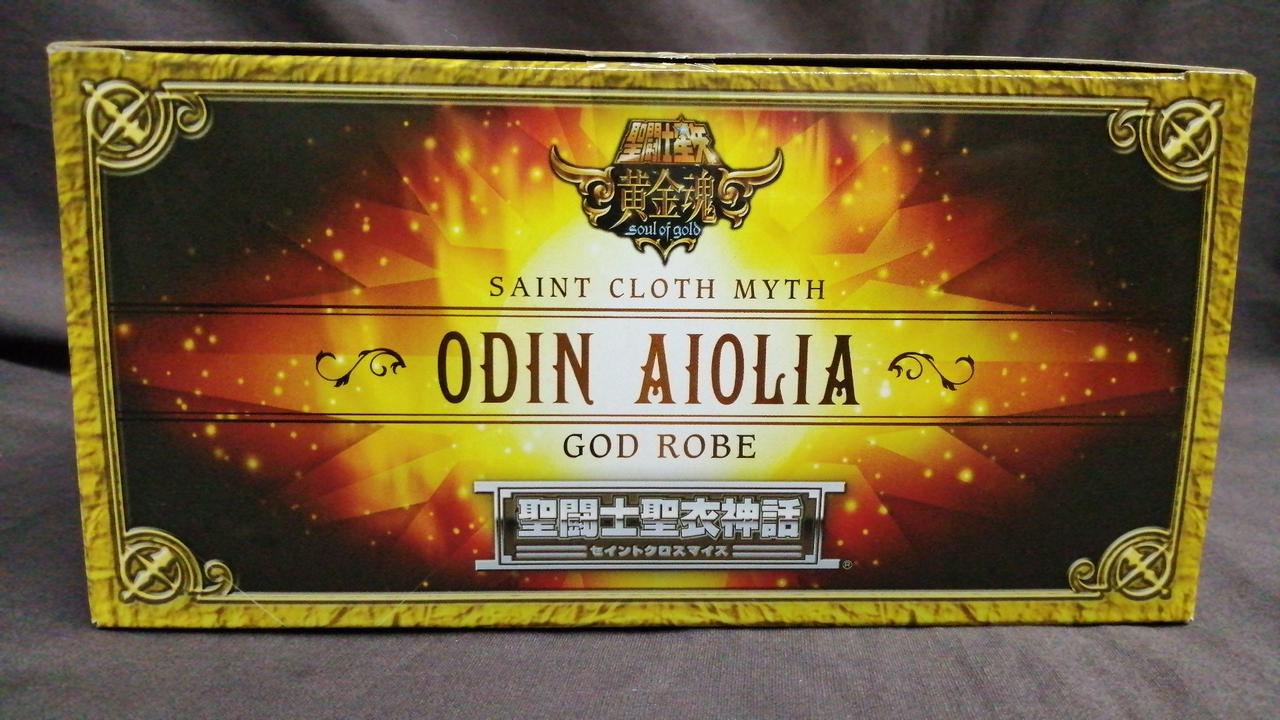 聖闘士星矢
黄金魂
soul of gold
SAINT CLOTH MYTH
ODIN AIOLIA
GOD ROBE
聖闘士聖衣神話
セイントクロスマイス
®